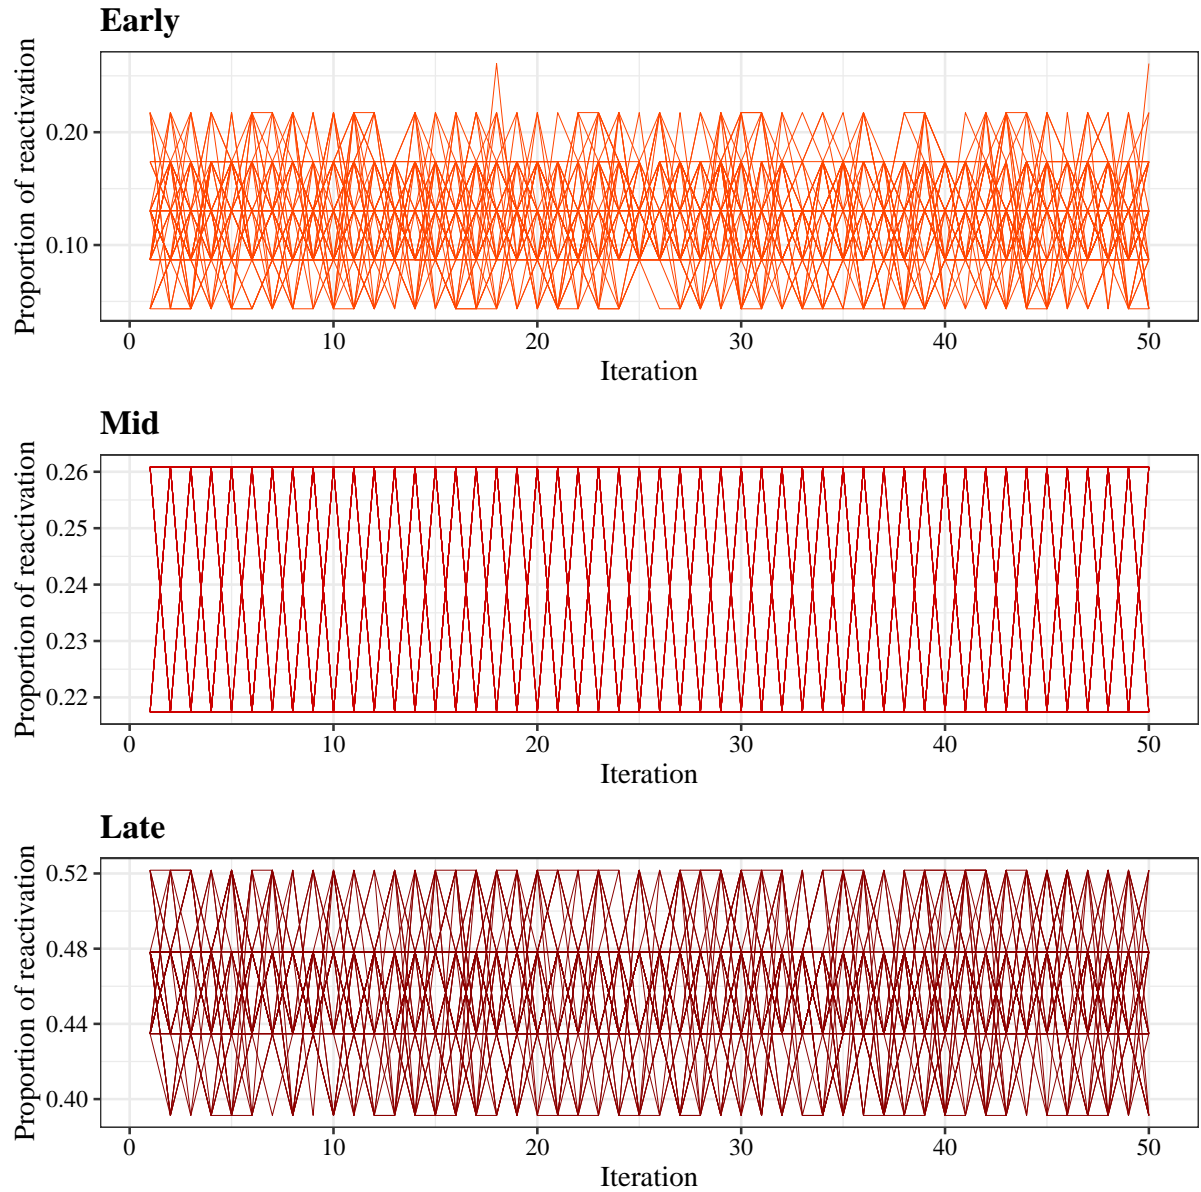 Early
Proportion of reactivation
0.20
0.10
0 10 20 30 40 50
Iteration
Mid
Proportion of reactivation
0.26
0.25
0.24
0.23
0.22
0 10 20 30 40 50
Iteration
Late
Proportion of reactivation
0.52
0.48
0.44
0.40
0 10 20 30 40 50
Iteration